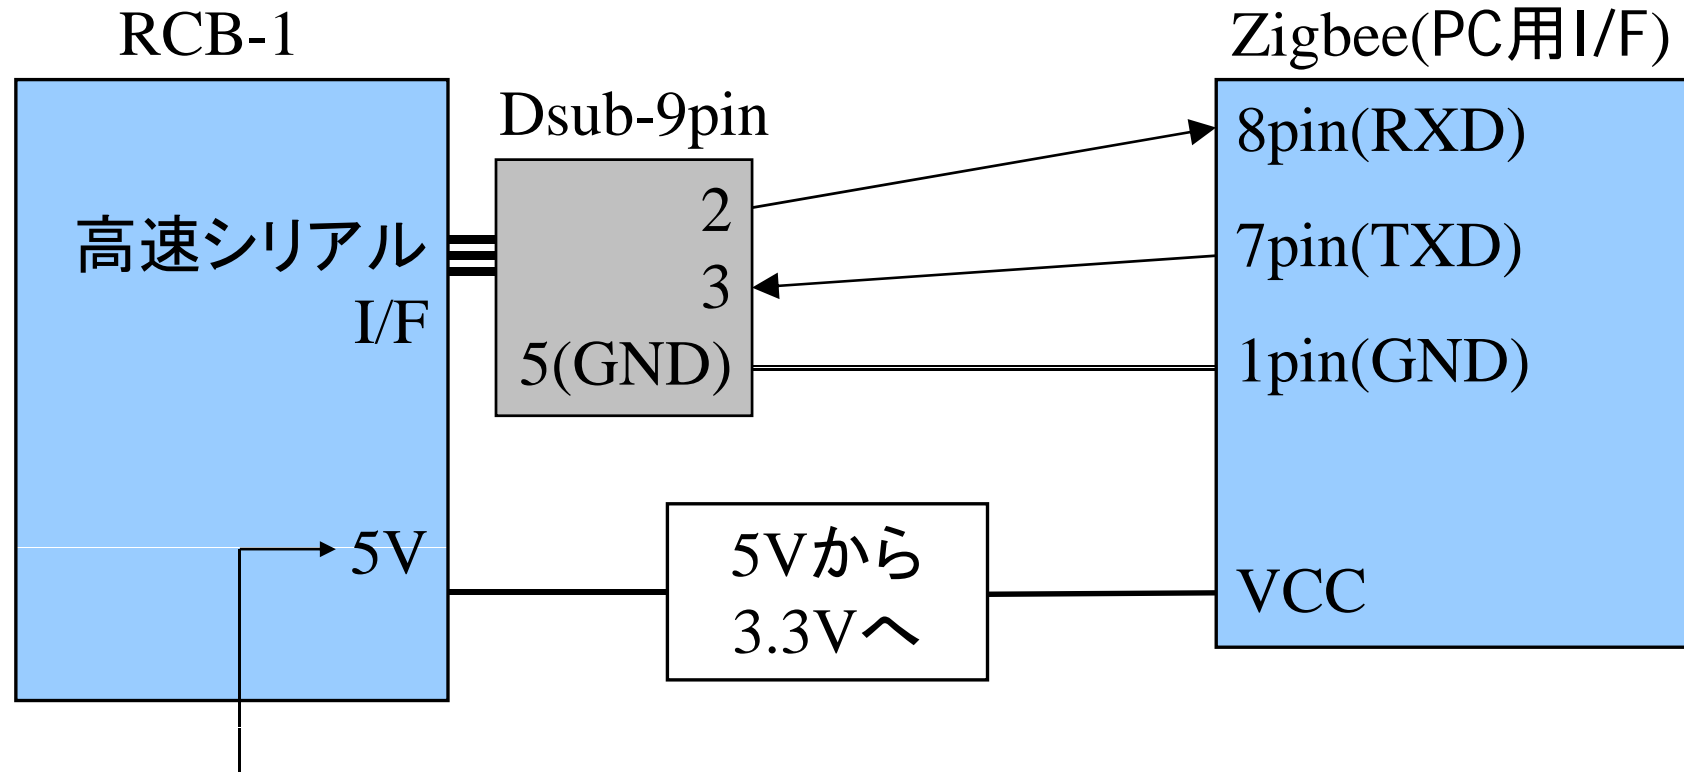 RCB-1
Zigbee(PC用I/F)
Dsub-9pin
高速シリアル
I/F
2
3
5(GND)
8pin(RXD)
7pin(TXD)
1pin(GND)
5V
5Vから
3.3Vへ
VCC